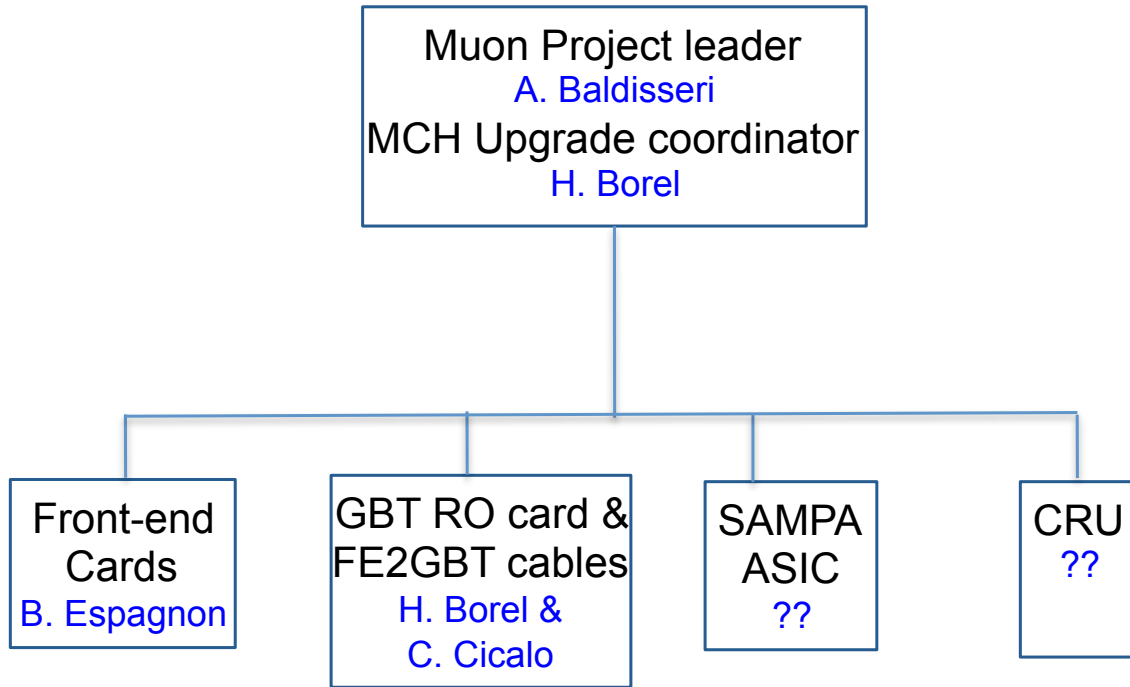 Muon Project leader
A. Baldisseri
MCH Upgrade coordinator
H. Borel
Front-end
Cards
B. Espagnon
GBT RO card &
FE2GBT cables
H. Borel &
C. Cicalo
SAMPA
ASIC
??
CRU
??